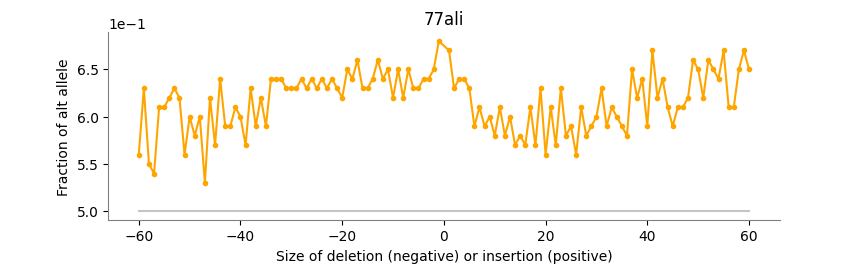 77ali
1e−1
6.5
6.0
5.5
5.0
Fraction of alt allele
−60 −40 −20 0 20 40 60
Size of deletion (negative) or insertion (positive)